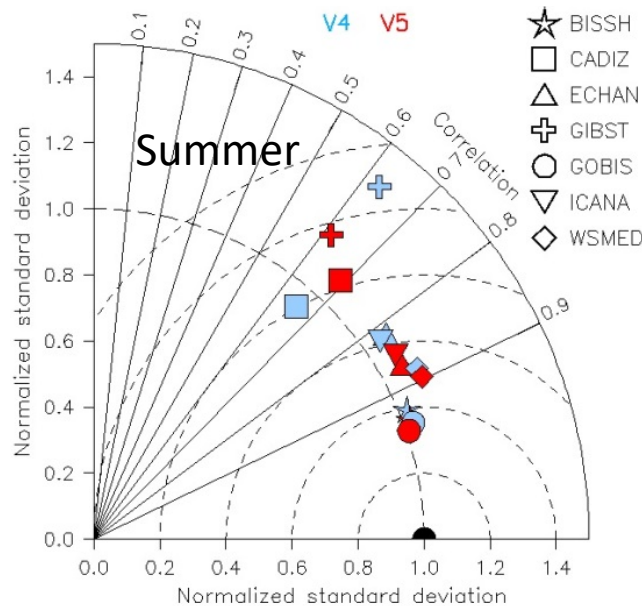 V4 V5
Summer
BISSH
CADIZ
ECHAN
GIBST
GOBIS
ICANA
WSMED
Correlation
0.1
0.2
0.3
0.4
0.5
0.6
0.7
0.8
0.9
Normalized standard deviation
1.4
1.2
1.0
0.8
0.6
0.4
0.2
0.0
0.0 0.2 0.4 0.6 0.8 1.0 1.2 1.4
Normalized standard deviation